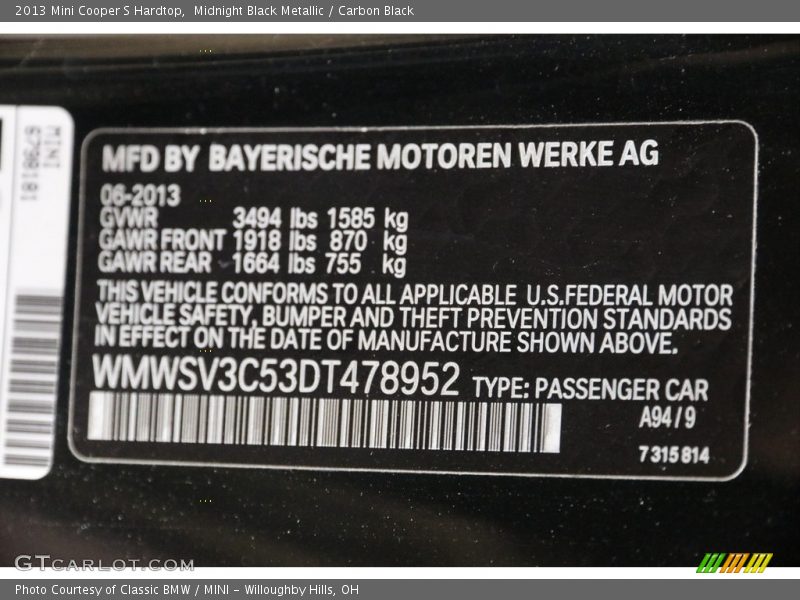 2013 Mini Cooper S Hardtop,  Midnight Black Metallic / Carbon Black
MINI
6798181
MFD BY BAYERISCHE MOTOREN WERKE AG
06-2013
GVWR 3494 lbs 1585 kg
GAWR FRONT 1918 lbs 870 kg
GAWR REAR 1664 lbs 755 kg
THIS VEHICLE CONFORMS TO ALL APPLICABLE U.S.FEDERAL MOTOR
VEHICLE SAFETY, BUMPER AND THEFT PREVENTION STANDARDS
IN EFFECT ON THE DATE OF MANUFACTURE SHOWN ABOVE.
WMWSV3C53DT478952 TYPE: PASSENGER CAR
A94/9
7315814
GTCARLOT.COM
Photo Courtesy of Classic BMW / MINI - Willoughby Hills, OH